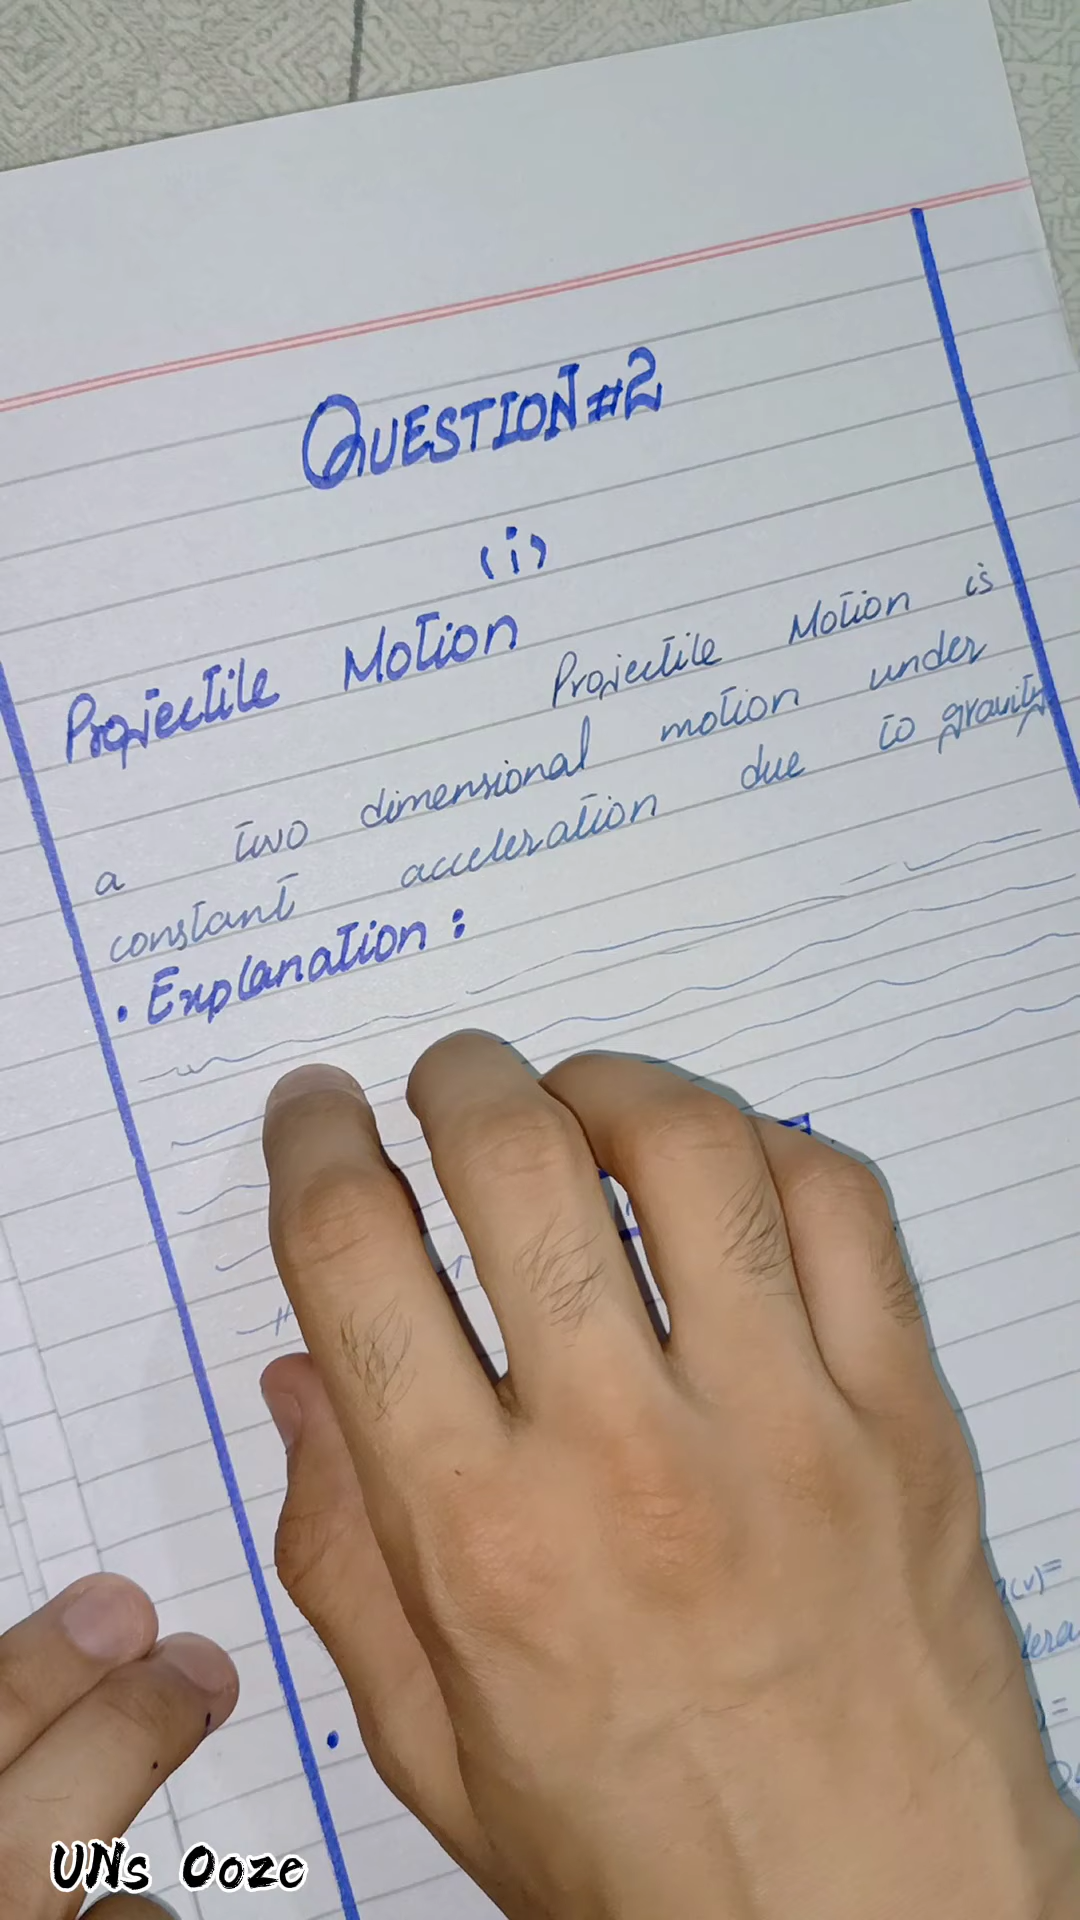 QUESTION #2
(i)
Projectile Motion
Projectile Motion is
a two dimensional motion under
constant acceleration due to gravity.
• Explanation :
UNs Ooze